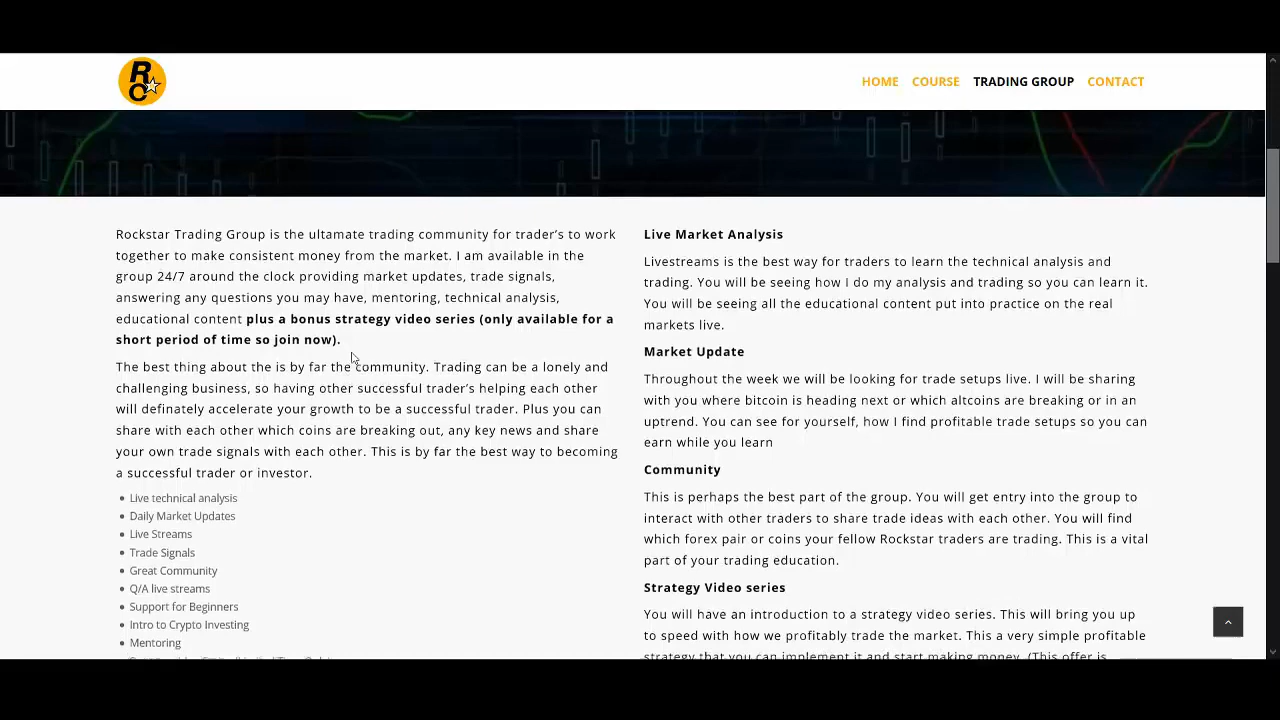 R
C
HOME COURSE TRADING GROUP CONTACT
Rockstar Trading Group is the ultamate trading community for trader’s to work
together to make consistent money from the market. I am available in the
group 24/7 around the clock providing market updates, trade signals,
answering any questions you may have, mentoring, technical analysis,
educational content plus a bonus strategy video series (only available for a
short period of time so join now).
The best thing about the is by far the community. Trading can be a lonely and
challenging business, so having other successful trader’s helping each other
will definately accelerate your growth to be a successful trader. Plus you can
share with each other which coins are breaking out, any key news and share
your own trade signals with each other. This is by far the best way to becoming
a successful trader or investor.
Live technical analysis
Daily Market Updates
Live Streams
Trade Signals
Great Community
Q/A live streams
Support for Beginners
Intro to Crypto Investing
Mentoring
Live Market Analysis
Livestreams is the best way for traders to learn the technical analysis and
trading. You will be seeing how I do my analysis and trading so you can learn it.
You will be seeing all the educational content put into practice on the real
markets live.
Market Update
Throughout the week we will be looking for trade setups live. I will be sharing
with you where bitcoin is heading next or which altcoins are breaking or in an
uptrend. You can see for yourself, how I find profitable trade setups so you can
earn while you learn
Community
This is perhaps the best part of the group. You will get entry into the group to
interact with other traders to share trade ideas with each other. You will find
which forex pair or coins your fellow Rockstar traders are trading. This is a vital
part of your trading education.
Strategy Video series
You will have an introduction to a strategy video series. This will bring you up
to speed with how we profitably trade the market. This a very simple profitable
strategy that you can implement it and start making money. (This offer is